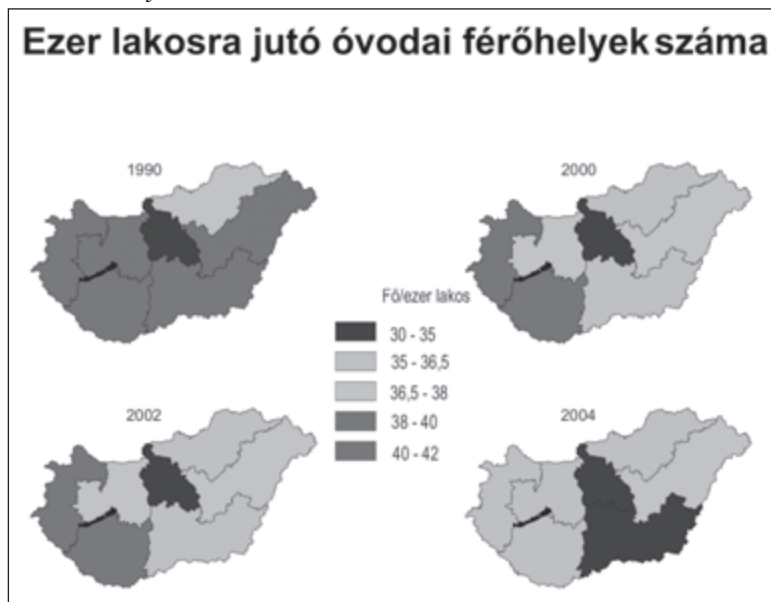 Ezer lakosra jutó óvodai férőhelyek száma
1990
2000
Fő/ezer lakos
30 - 35
35 - 36,5
36,5 - 38
38 - 40
40 - 42
2002
2004